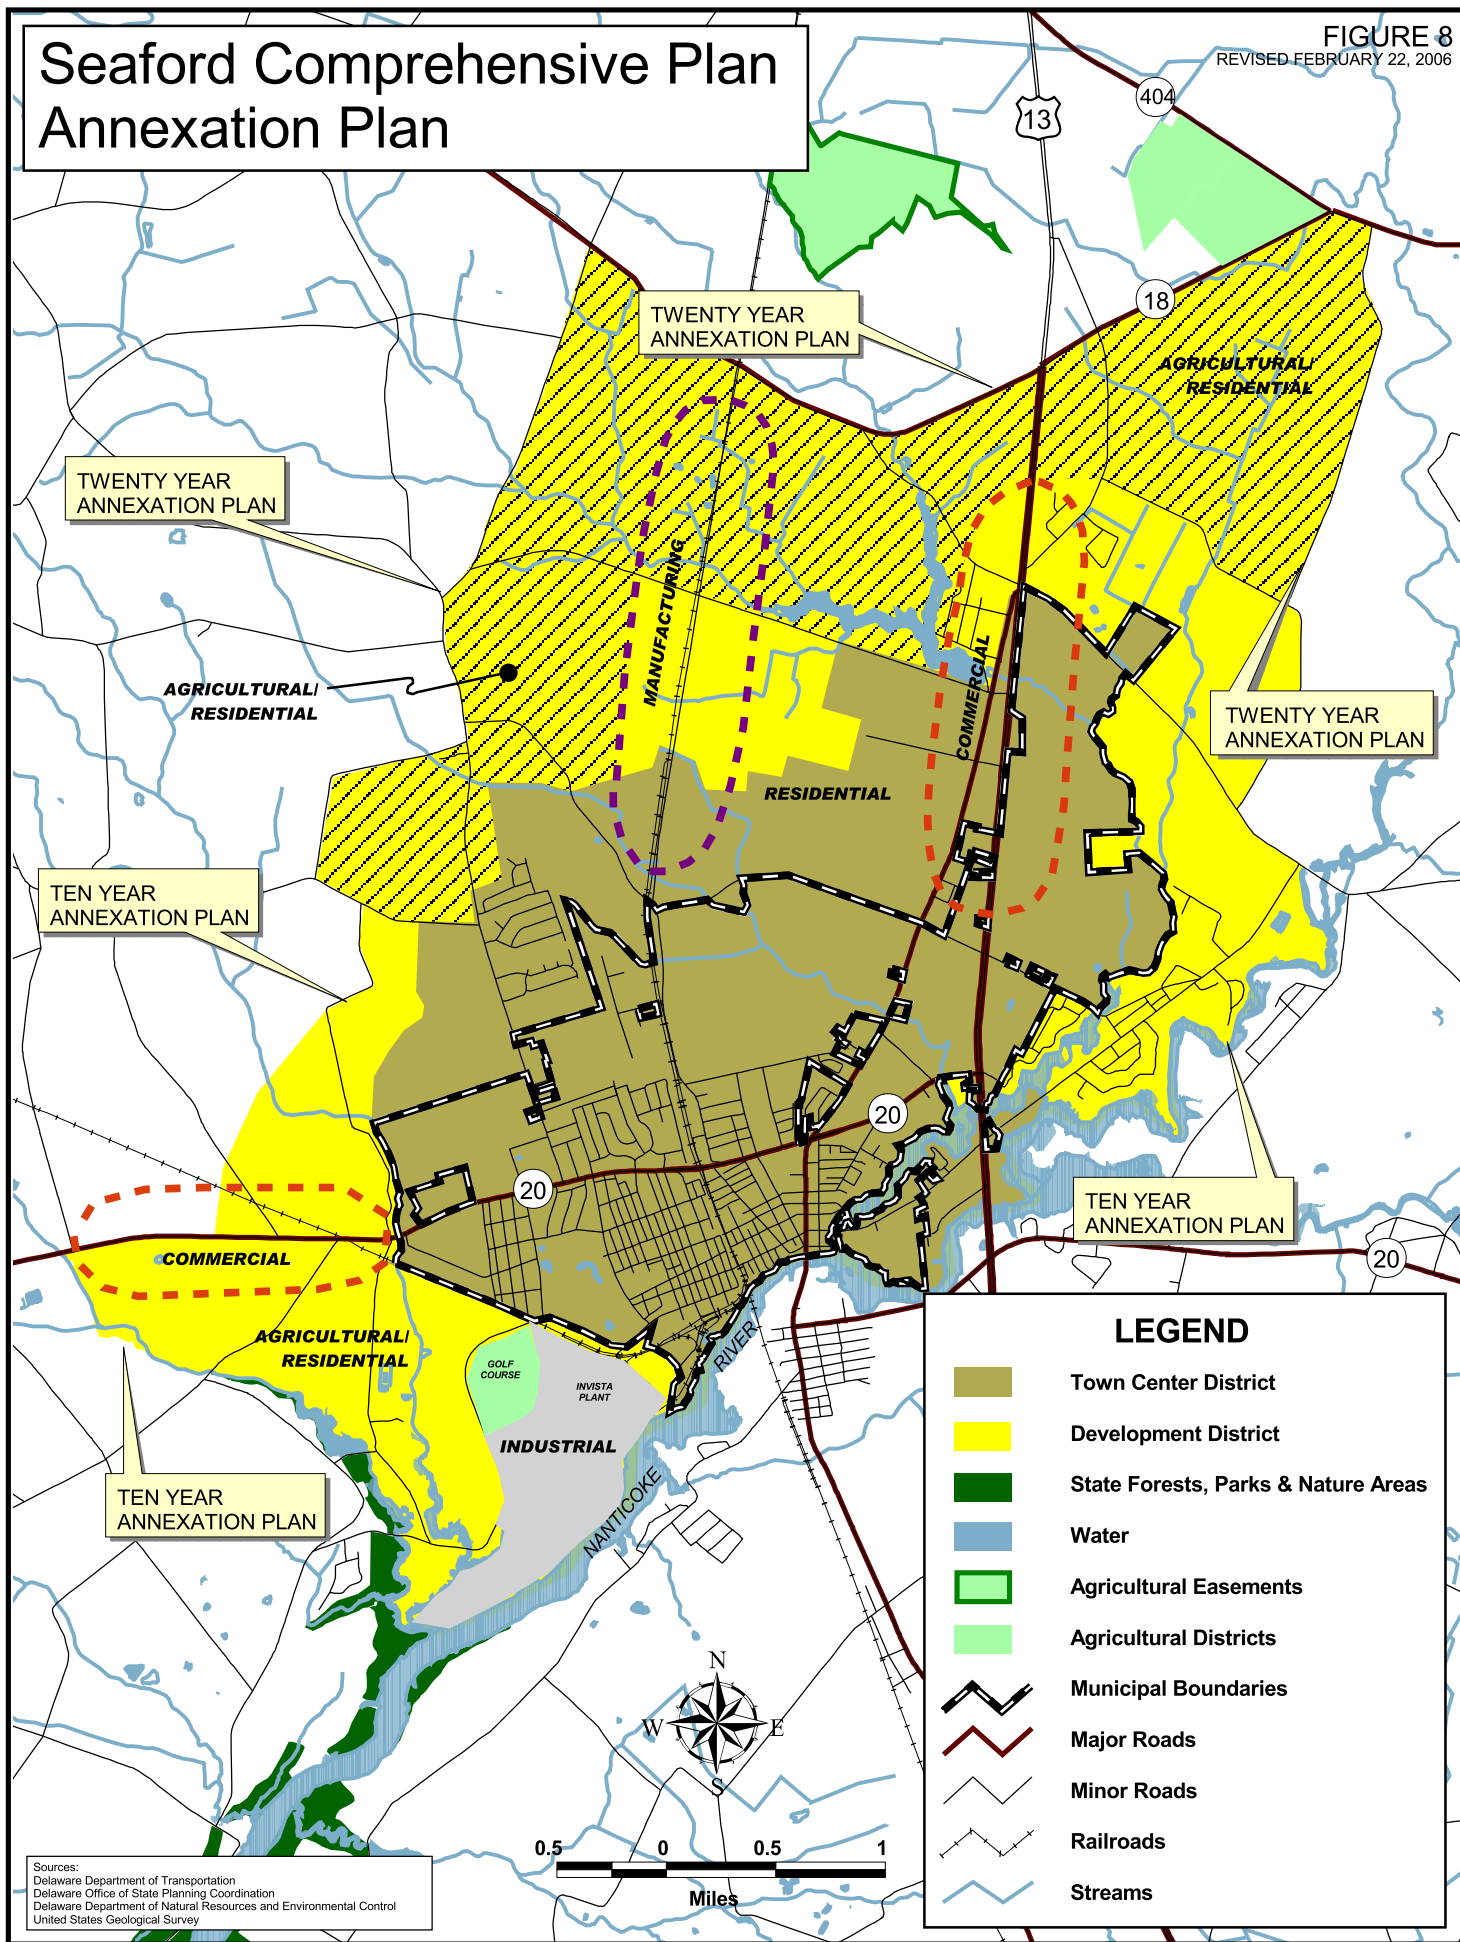 Seaford Comprehensive Plan
Annexation Plan
FIGURE 8
REVISED FEBRUARY 22, 2006
404
13
18
TWENTY YEAR
ANNEXATION PLAN
AGRICULTURAL/
RESIDENTIAL
TWENTY YEAR
ANNEXATION PLAN
MANUFACTURING
COMMERCIAL
AGRICULTURAL/
RESIDENTIAL
TWENTY YEAR
ANNEXATION PLAN
RESIDENTIAL
TEN YEAR
ANNEXATION PLAN
20
20
TEN YEAR
ANNEXATION PLAN
20
COMMERCIAL
AGRICULTURAL/
RESIDENTIAL
GOLF
COURSE
INVISTA
PLANT
INDUSTRIAL
RIVER
NANTICOKE
TEN YEAR
ANNEXATION PLAN
LEGEND
Town Center District
Development District
State Forests, Parks & Nature Areas
Water
Agricultural Easements
Agricultural Districts
Municipal Boundaries
Major Roads
Minor Roads
Railroads
Streams
N
W
E
S
0.5 0 0.5 1
Miles
Sources:
Delaware Department of Transportation
Delaware Office of State Planning Coordination
Delaware Department of Natural Resources and Environmental Control
United States Geological Survey